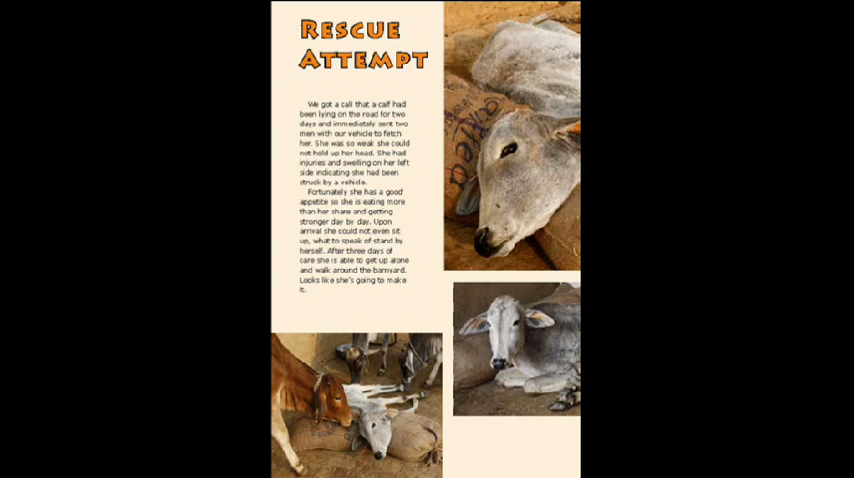 RESCUE
ATTEMPT
We got a call that a calf had
been lying on the road for two
days and immediately sent two
men with our vehicle to fetch
her. She was so weak she could
not hold up her head. She had
injuries and swelling on her left
side indicating she had been
struck by a vehicle.
Fortunately she has a good
appetite so she is eating more
than her share and getting
stronger day by day. Upon
arrival she could not even sit
up, what to speak of stand by
herself. After three days of
care she is able to get up alone
and walk around the barnyard.
Looks like she's going to make
it.